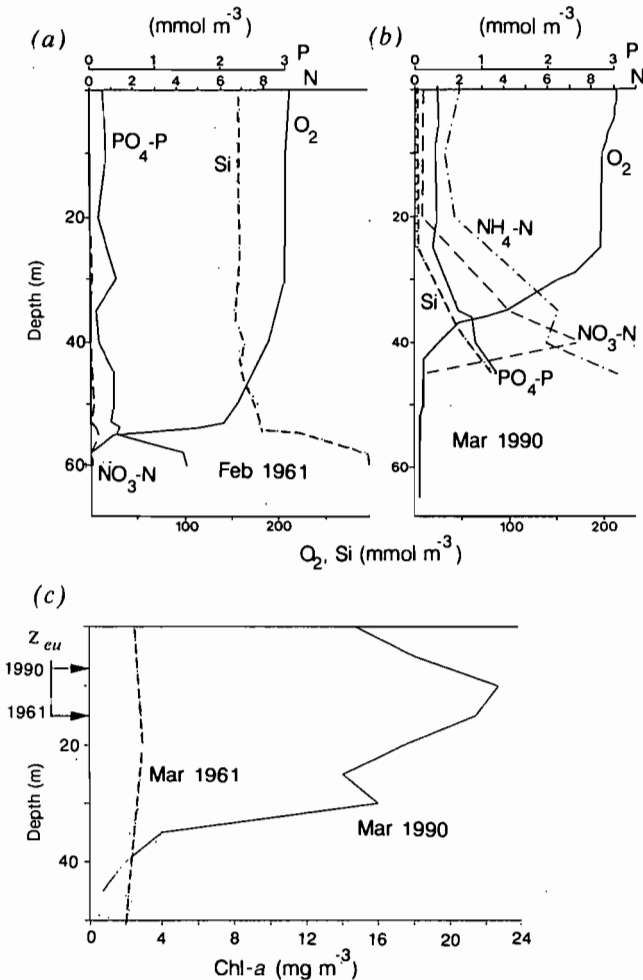 (a)
(mmol m⁻³)
0 1 2 3 P
0 2 4 6 8 N
PO₄-P
Si
O₂
20
40
60
Depth (m)
NO₃-N
Feb 1961
0 100 200
(b)
(mmol m⁻³)
0 1 2 3 P
0 2 4 6 8 N
O₂
NH₄-N
Si
NO₃-N
PO₄-P
Mar 1990
20
40
60
0 100 200
O₂, Si (mmol m⁻³)
(c)
z eu
1990
1961
20
40
Depth (m)
Mar 1961
Mar 1990
0 4 8 12 16 20 24
Chl-a (mg m⁻³)